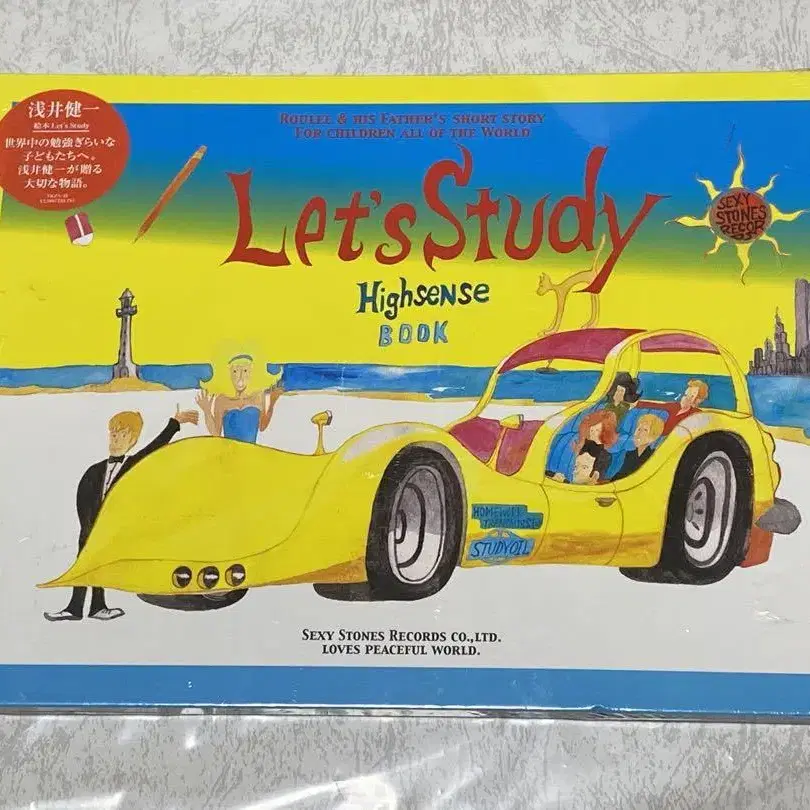 浅井健一
絵本 Let's Study
世界中の勉強ぎらいな
子どもたちへ。
浅井健一が贈る
大切な物語。
ROULEE & HIS FATHER'S SHORT STORY
FOR CHILDREN ALL OF THE WORLD
Let's Study
Highsense
BOOK
SEXY
STONES
RECOR
HOMEWORK
STUDYOIL
SEXY STONES RECORDS CO.,LTD.
LOVES PEACEFUL WORLD.